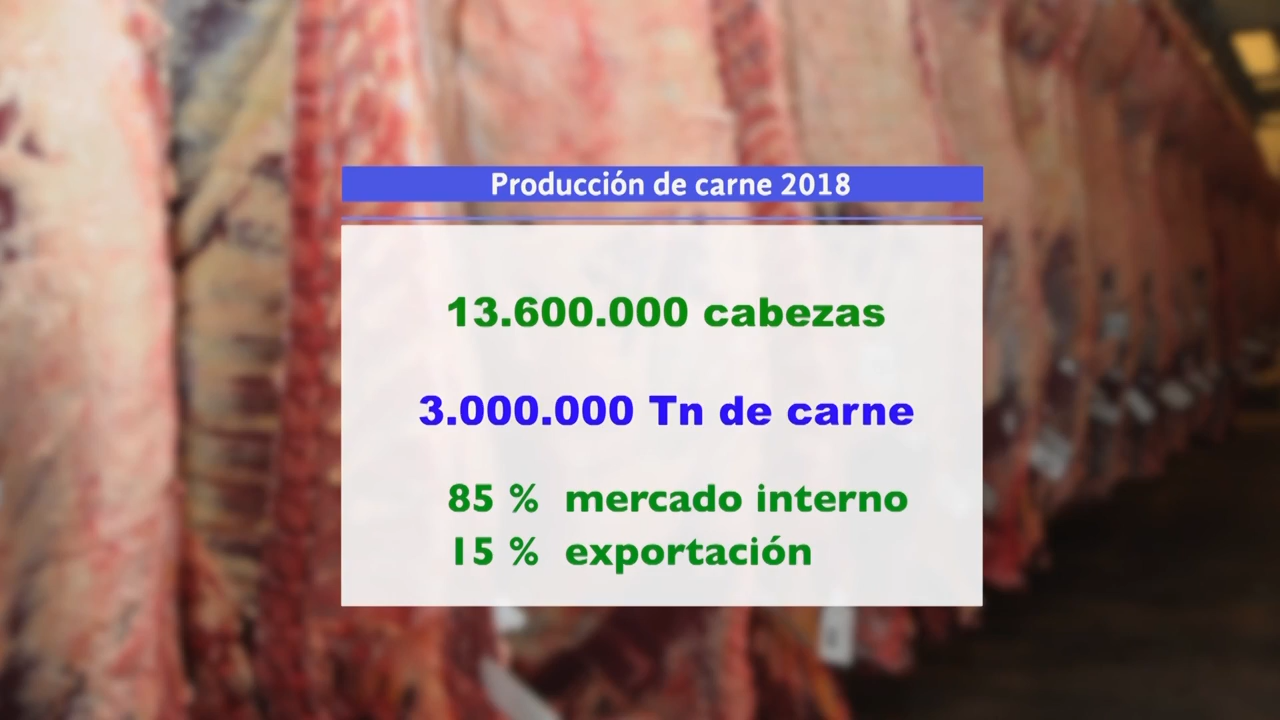 Producción de carne 2018
13.600.000 cabezas
3.000.000 Tn de carne
85 % mercado interno
15 % exportación